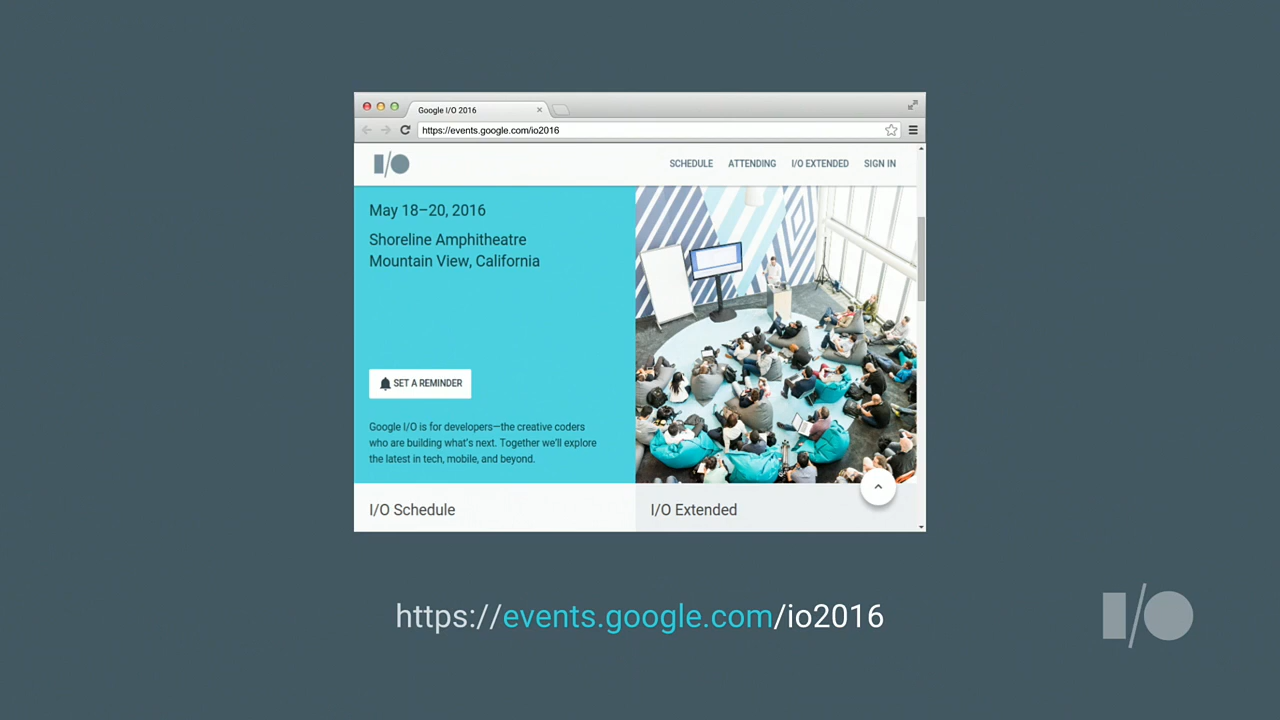 Google I/O 2016
https://events.google.com/io2016
I/O
SCHEDULE ATTENDING I/O EXTENDED SIGN IN
May 18–20, 2016
Shoreline Amphitheatre
Mountain View, California
SET A REMINDER
Google I/O is for developers—the creative coders
who are building what's next. Together we'll explore
the latest in tech, mobile, and beyond.
I/O Schedule
I/O Extended
https://events.google.com/io2016
I/O